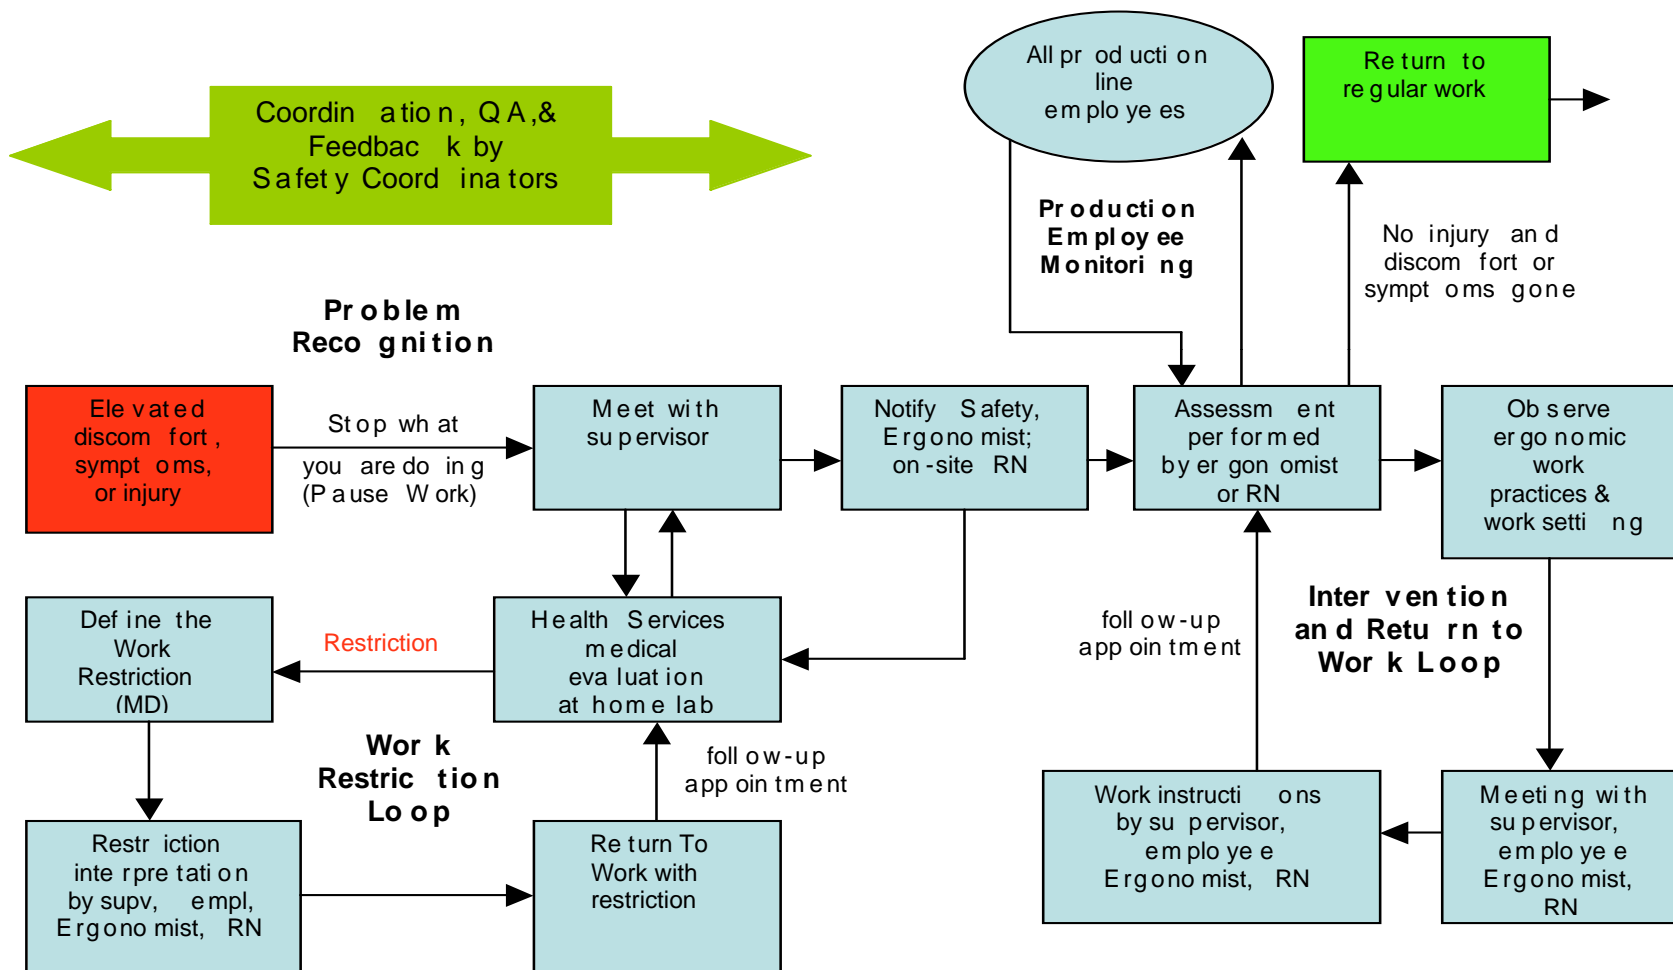 All production
line
employees
Return to
regular work
Coordination, QA,&
Feedback by
Safety Coordinators
Production
Employee
Monitoring
No injury and
discomfort or
symptoms gone
Problem
Recognition
Elevated
discomfort,
symptoms,
or injury
Stop what
you are doing
(Pause Work)
Meet with
supervisor
Notify Safety,
Ergonomist;
on-site RN
Assessment
performed
by ergonomist
or RN
Observe
ergonomic
work
practices &
work setting
Define the
Work
Restriction
(MD)
Restriction
Health Services
medical
evaluation
at home lab
follow-up
appointment
Intervention
and Return to
Work Loop
Work
Restriction
Loop
follow-up
appointment
Restriction
interpretation
by supv, empl,
Ergonomist, RN
Return To
Work with
restriction
Work instructions
by supervisor,
employee
Ergonomist, RN
Meeting with
supervisor,
employee
Ergonomist,
RN